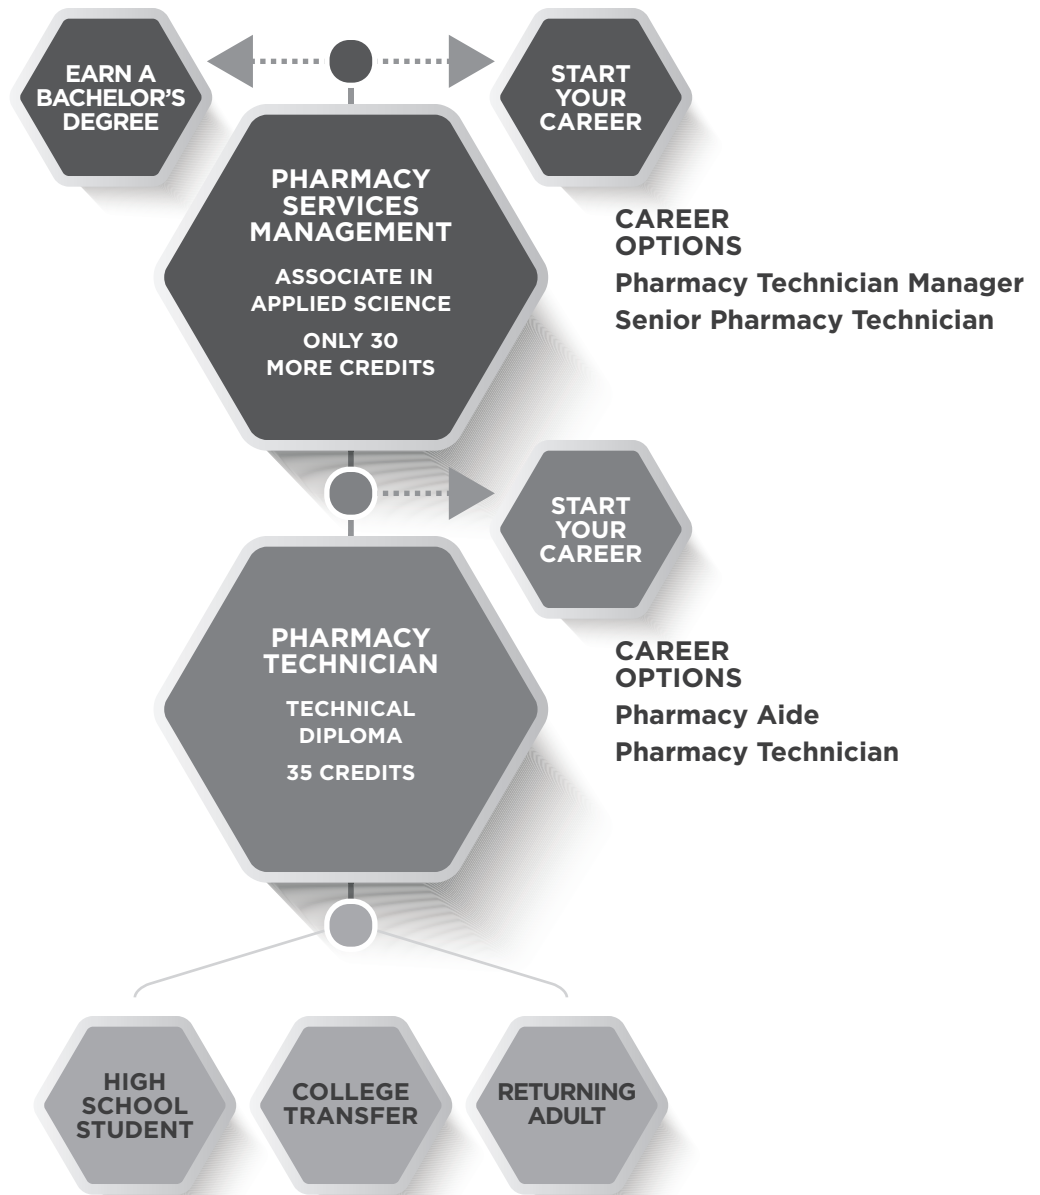 EARN A
BACHELOR’S
DEGREE
START
YOUR
CAREER
PHARMACY
SERVICES
MANAGEMENT
ASSOCIATE IN
APPLIED SCIENCE
ONLY 30
MORE CREDITS
CAREER
OPTIONS
Pharmacy Technician Manager
Senior Pharmacy Technician
START
YOUR
CAREER
PHARMACY
TECHNICIAN
TECHNICAL
DIPLOMA
35 CREDITS
CAREER
OPTIONS
Pharmacy Aide
Pharmacy Technician
HIGH
SCHOOL
STUDENT
COLLEGE
TRANSFER
RETURNING
ADULT